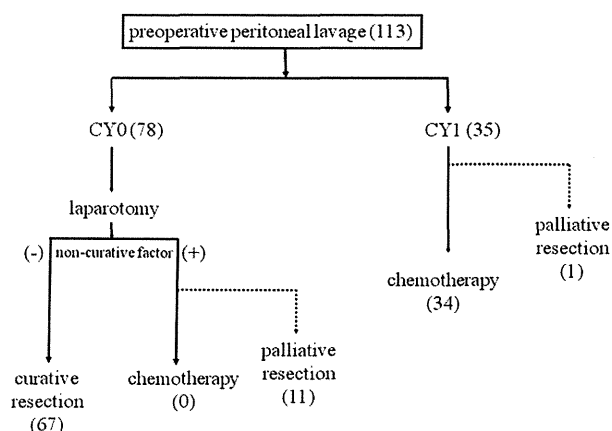 preoperative peritoneal lavage (113)
CY0 (78)
CY1 (35)
laparotomy
(-) non-curative factor (+)
palliative
resection
(1)
chemotherapy
(34)
curative
resection
(67)
chemotherapy
(0)
palliative
resection
(11)